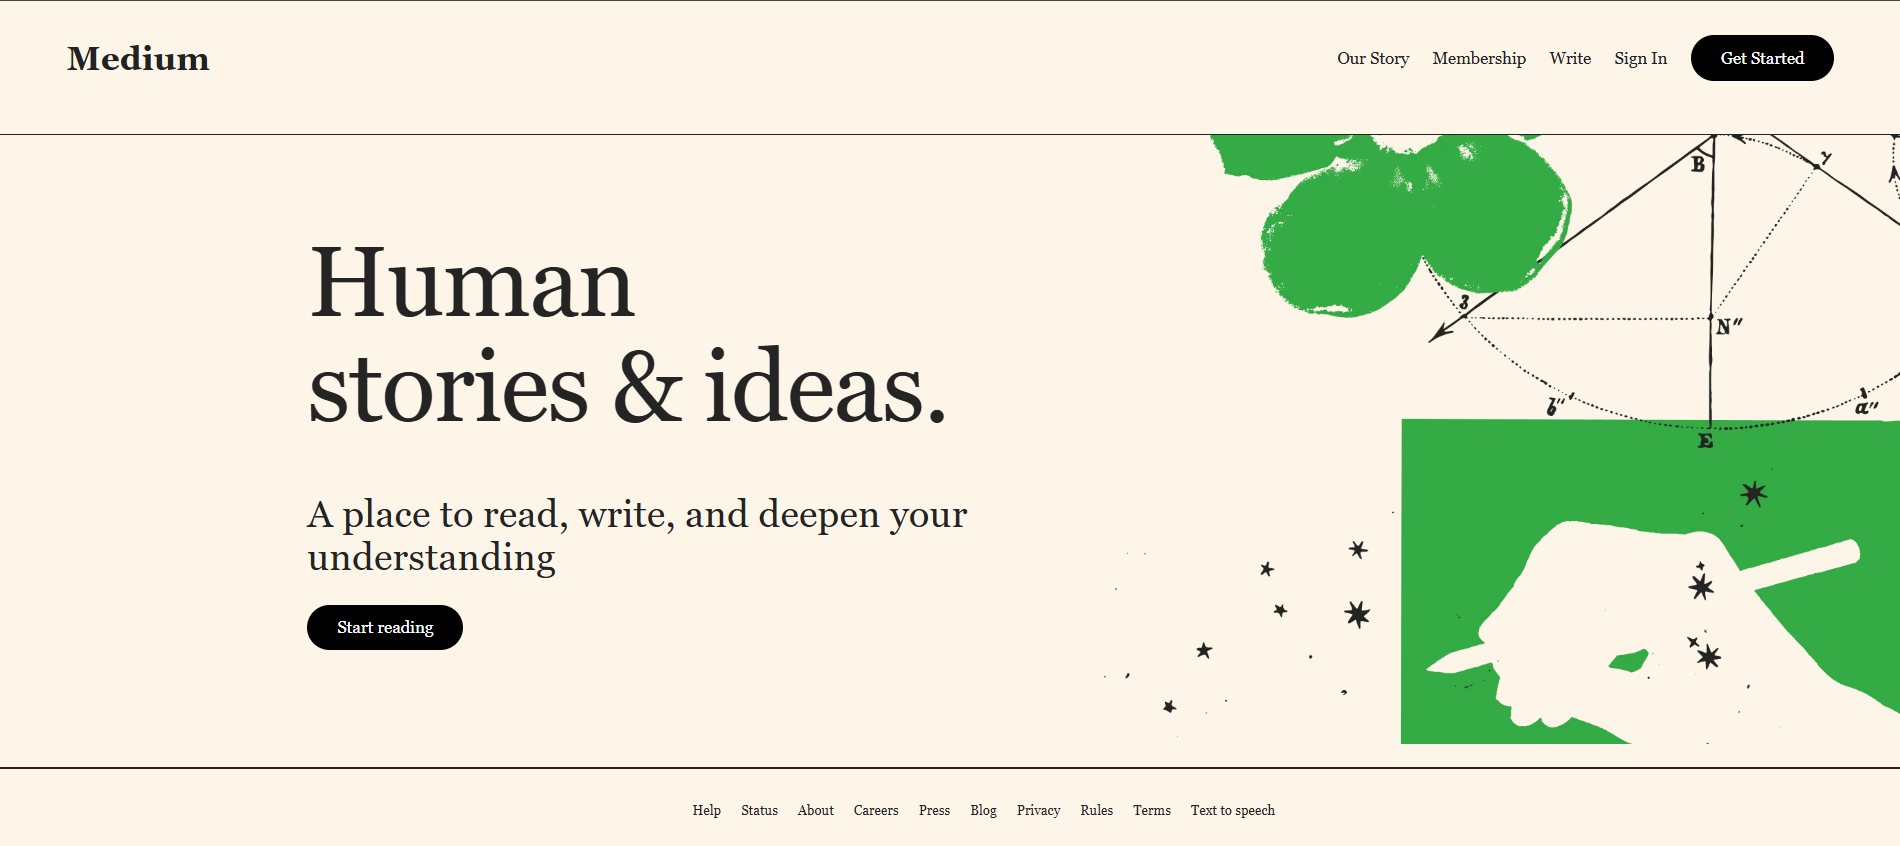 Medium
Our Story Membership Write Sign In Get Started
B
γ
3
N″
b″
a″
E
Human
stories & ideas.
A place to read, write, and deepen your
understanding
Start reading
Help Status About Careers Press Blog Privacy Rules Terms Text to speech